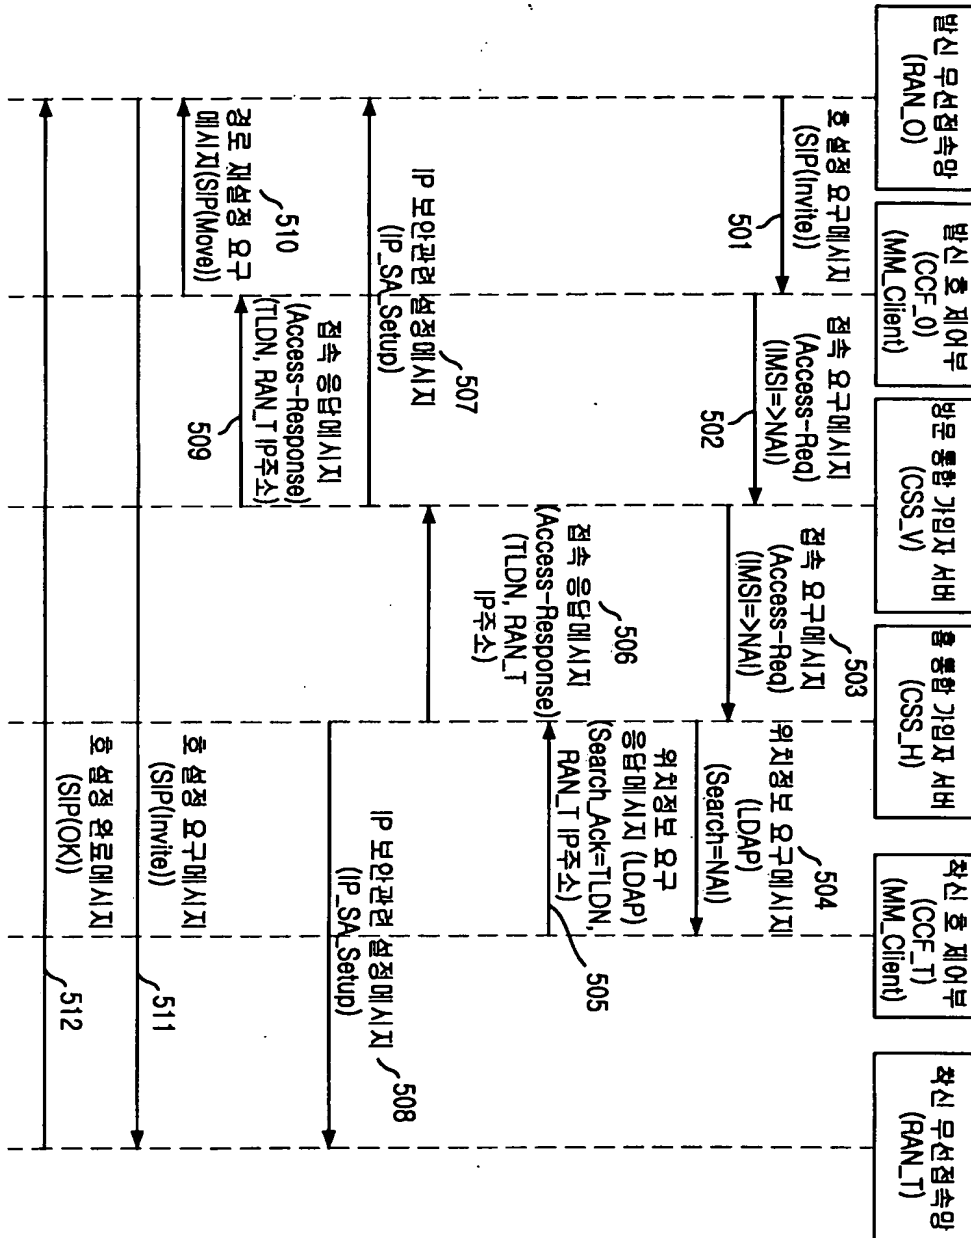 발신 무선접속망
(RAN_O)
발신 호 제어부
(CCF_O)
MM_Client)
방문 통합 가입자 서버
(CSS_V)
홈 통합 가입자 서버
(CSS_H)
착신 호 제어부
(CCF_T)
MM_Client)
착신 무선접속망
(RAN_T)
호 설정 요구메시지
(SIP(Invite))
501
접속 요구메시지
(Access-Req)
(IMSI=>NAI)
502
접속 요구메시지
(Access-Req)
(IMSI=>NAI)
503
위치정보 요구메시지
(LDAP)
(Search=NAI)
504
위치정보 요구
응답메시지 (LDAP)
(Search_Ack=TLDN,
RAN_T IP주소)
505
접속 응답메시지
(Access-Response)
(TLDN, RAN_T
IP주소)
506
IP 보안관련 설정메시지
(IP_SA_Setup)
507
IP 보안관련 설정메시지
(IP_SA_Setup)
508
접속 응답메시지
(Access-Response)
(TLDN, RAN_T IP주소)
509
경로 재설정 요구
메시지(SIP(Move))
510
호 설정 요구메시지
(SIP(Invite))
511
호 설정 완료메시지
(SIP(OK))
512